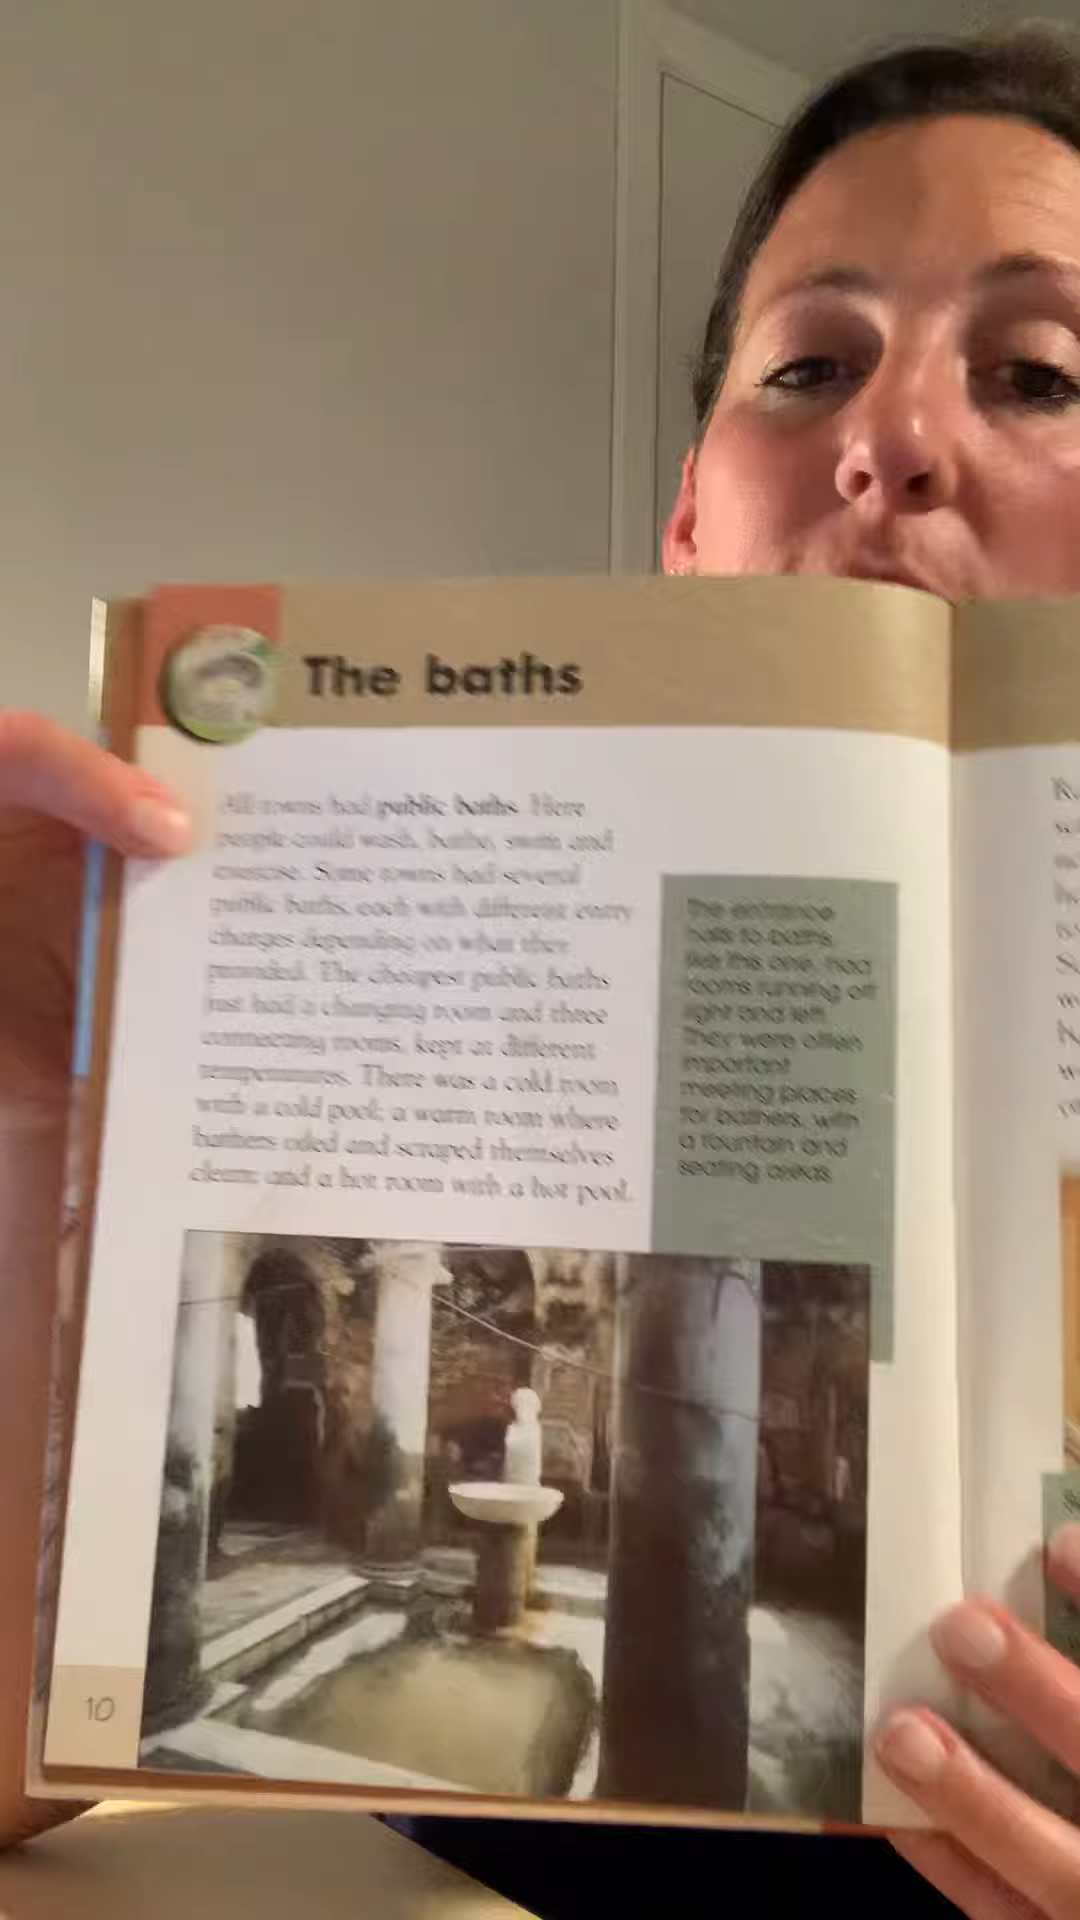 The baths
All towns had public baths. Here
people could wash, bathe, swim and
exercise. Some towns had several
public baths, each with different entry
charges depending on what they
provided. The cheapest public baths
just had a changing room and three
connecting rooms, kept at different
temperatures. There was a cold room
with a cold pool; a warm room where
bathers oiled and scraped themselves
clean; and a hot room with a hot pool.
The entrance
halls to baths,
like this one, had
rooms running off
right and left.
They were often
important
meeting places
for bathers, with
a fountain and
seating areas.
10